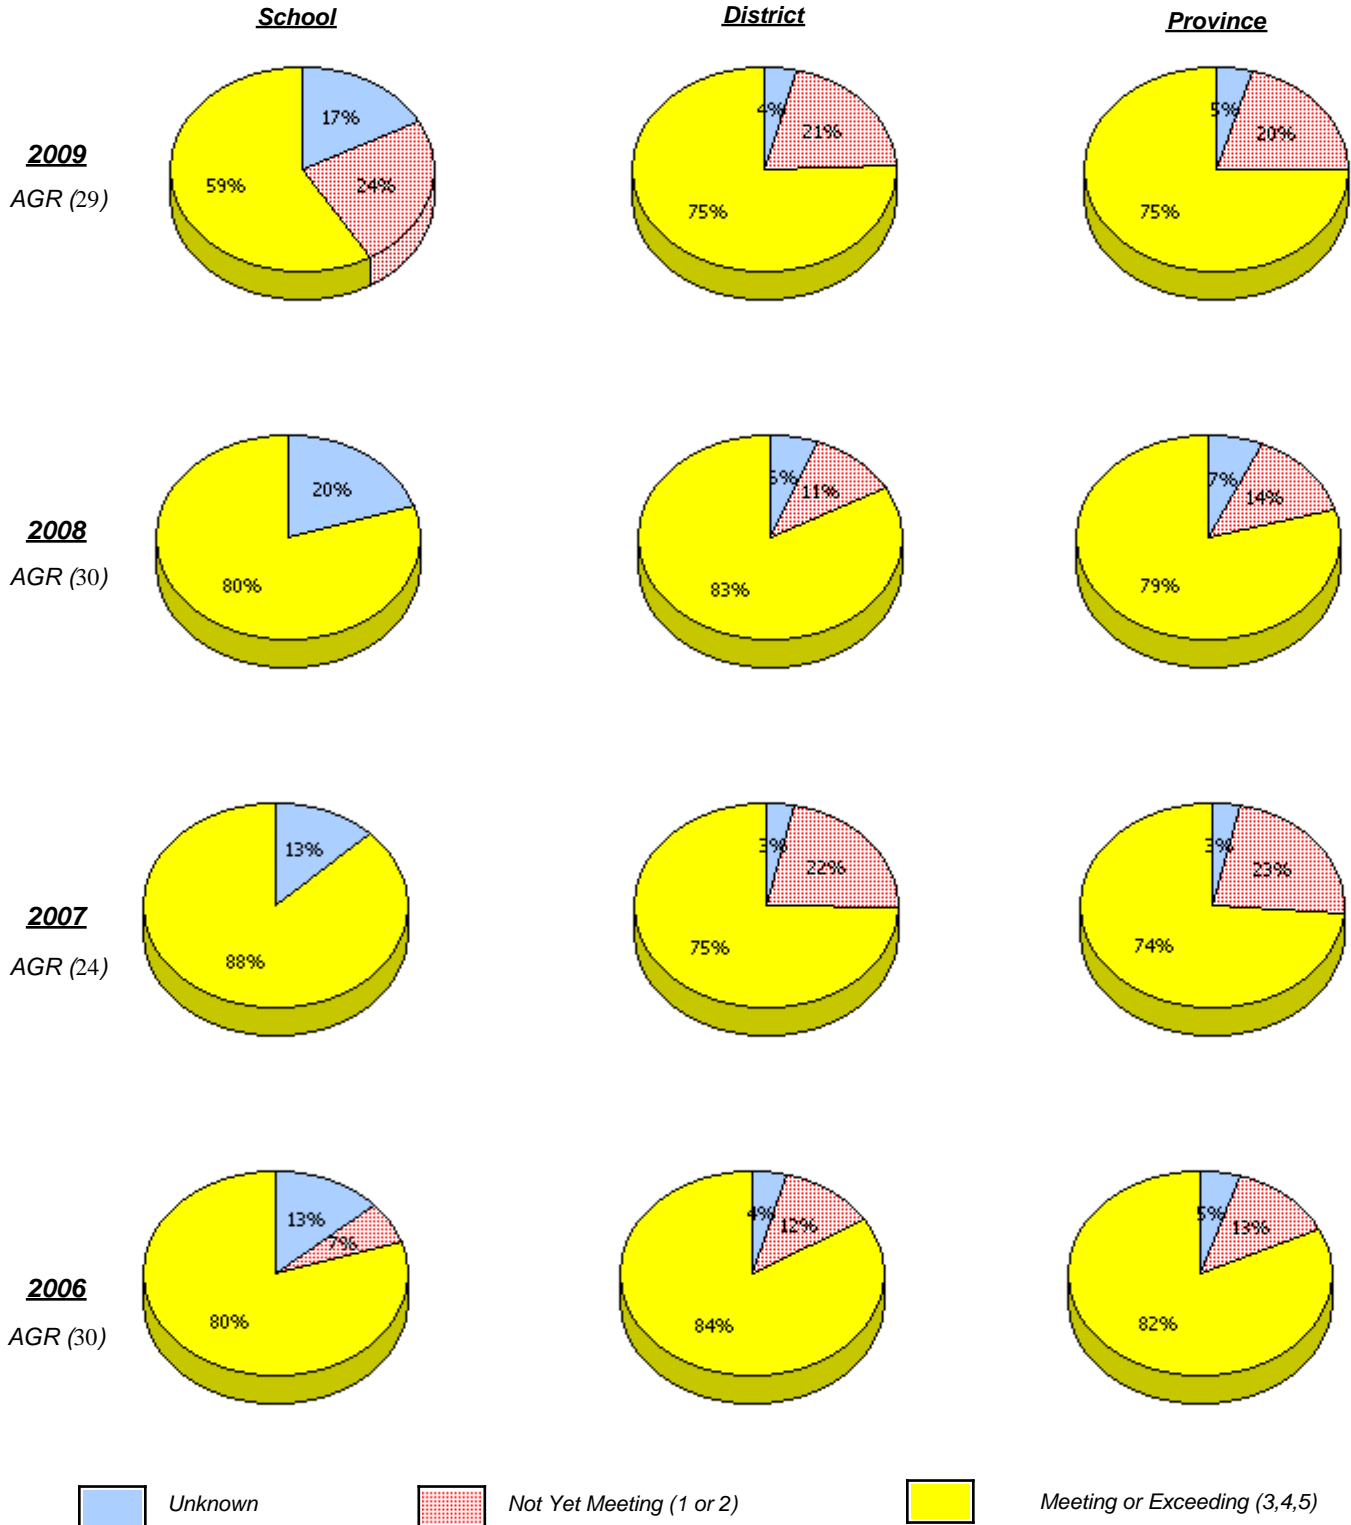 School District Province
17% 4% 21% 5% 20%
2009
59% 24% 75% 75%
AGR (29)
20% 11% 7% 14%
2008
80% 83% 79%
AGR (30)
13% 3% 22% 3% 23%
2007
88% 75% 74%
AGR (24)
13% 7% 4% 12% 5% 13%
2006
80% 84% 82%
AGR (30)
Unknown Not Yet Meeting (1 or 2) Meeting or Exceeding (3,4,5)